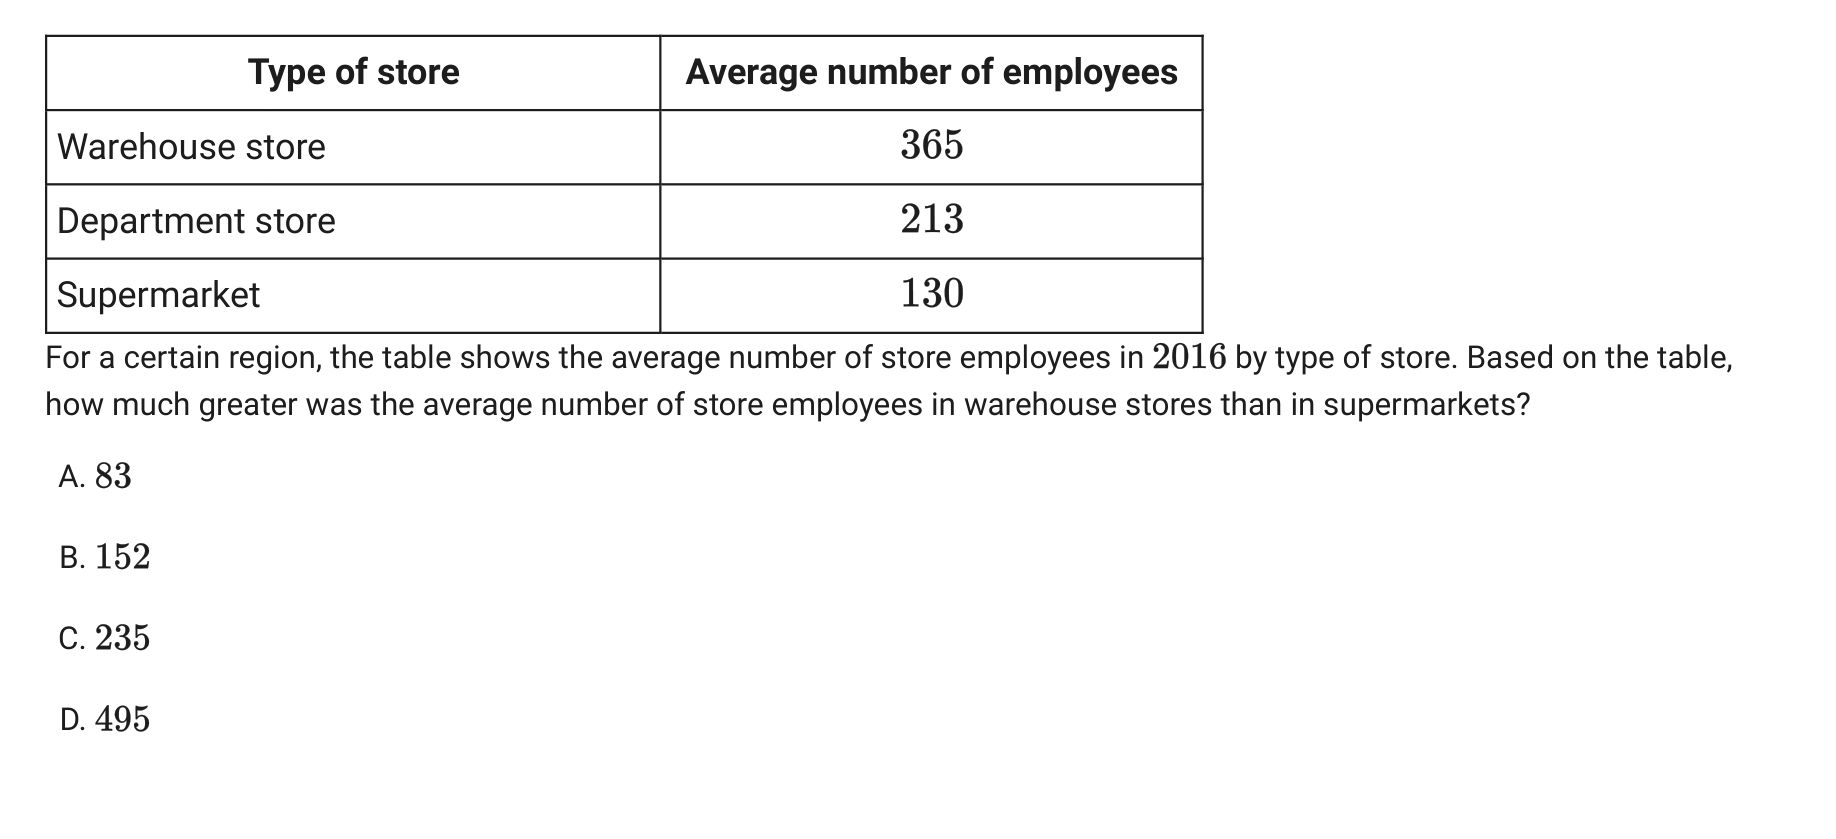 Type of store Average number of employees
Warehouse store 365
Department store 213
Supermarket 130
For a certain region, the table shows the average number of store employees in 2016 by type of store. Based on the table,
how much greater was the average number of store employees in warehouse stores than in supermarkets?
A. 83
B. 152
C. 235
D. 495